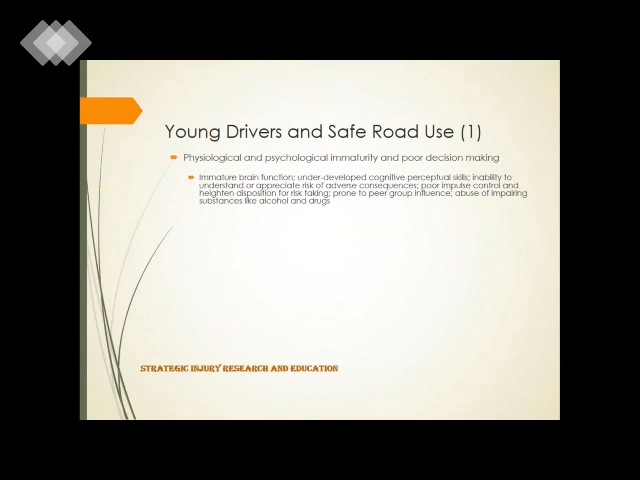 Young Drivers and Safe Road Use (1)
Physiological and psychological immaturity and poor decision making
Immature brain function; under-developed cognitive perceptual skills; inability to
understand or appreciate risk of adverse consequences; poor impulse control and
heighten disposition for risk taking; prone to peer group influence; abuse of impairing
substances like alcohol and drugs
STRATEGIC INJURY RESEARCH AND EDUCATION